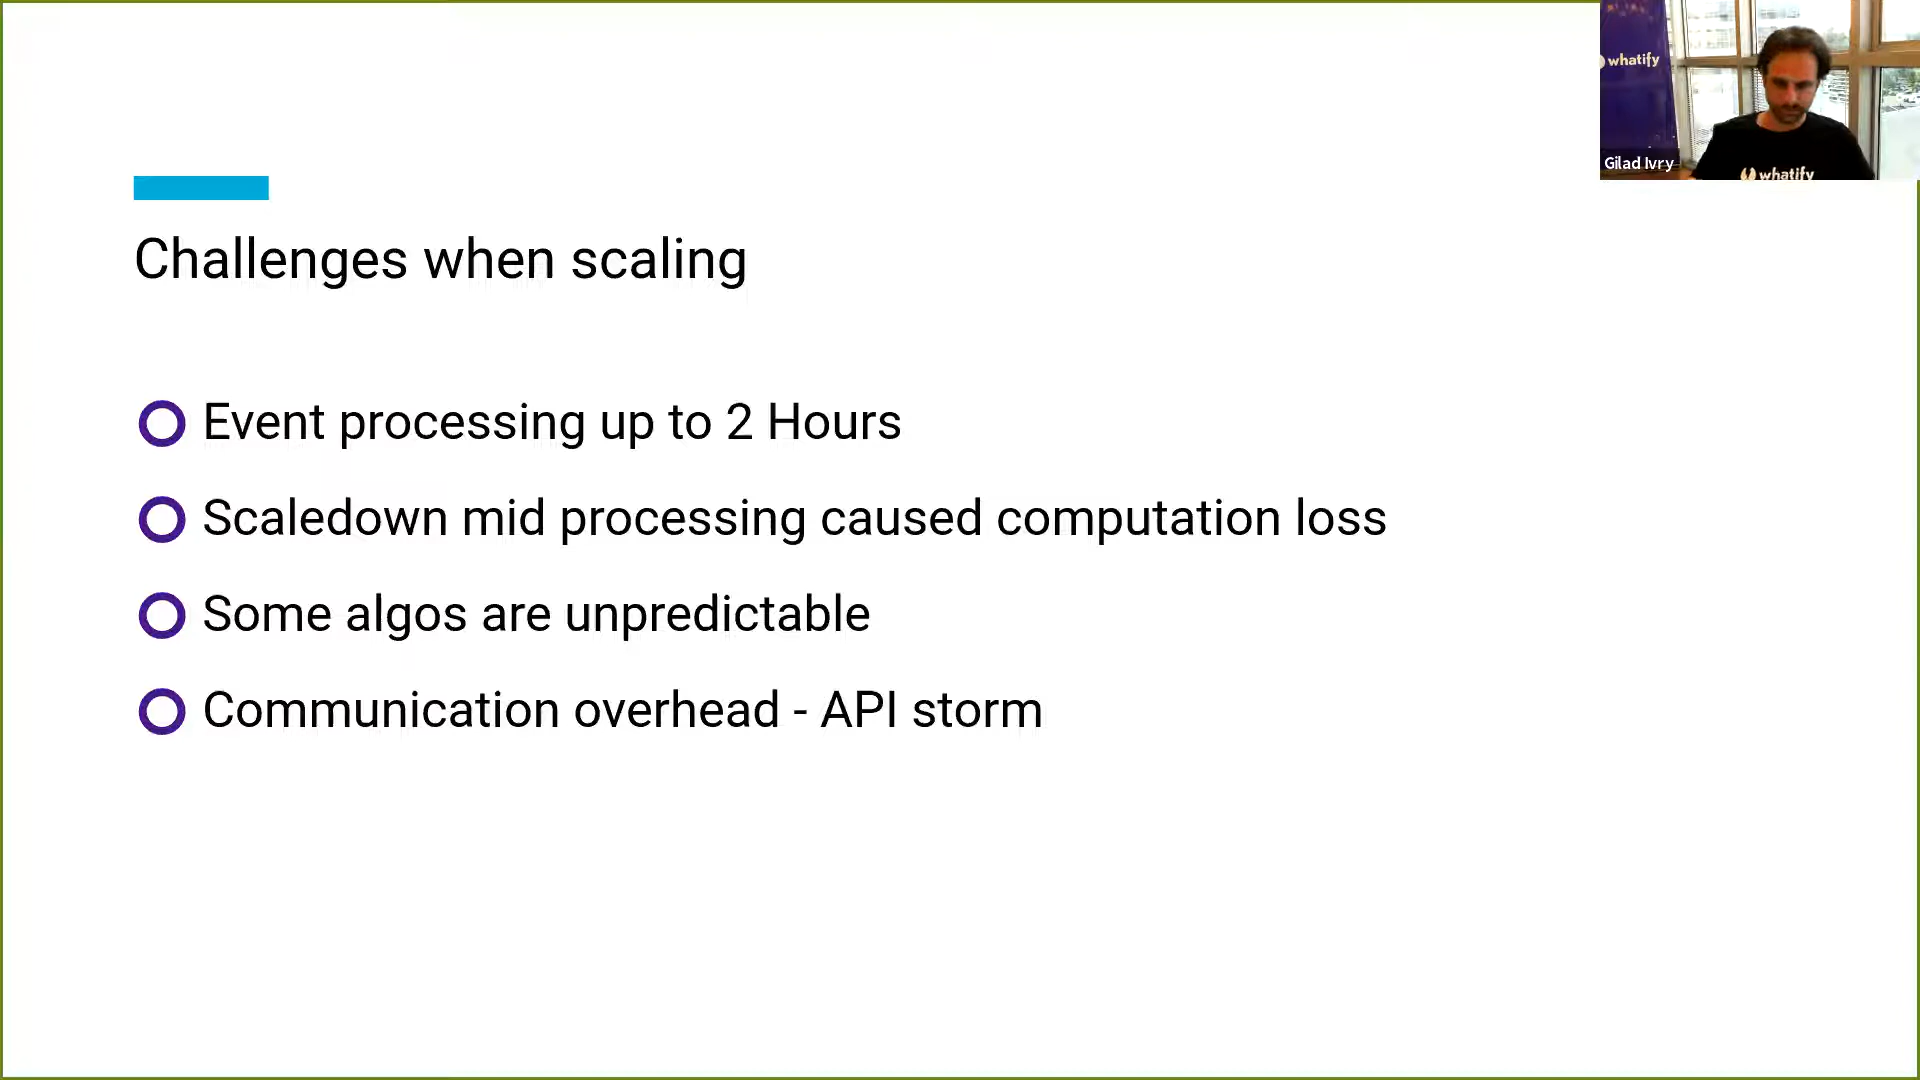 whatify
Gilad Ivry
whatify
Challenges when scaling
Event processing up to 2 Hours
Scaledown mid processing caused computation loss
Some algos are unpredictable
Communication overhead - API storm